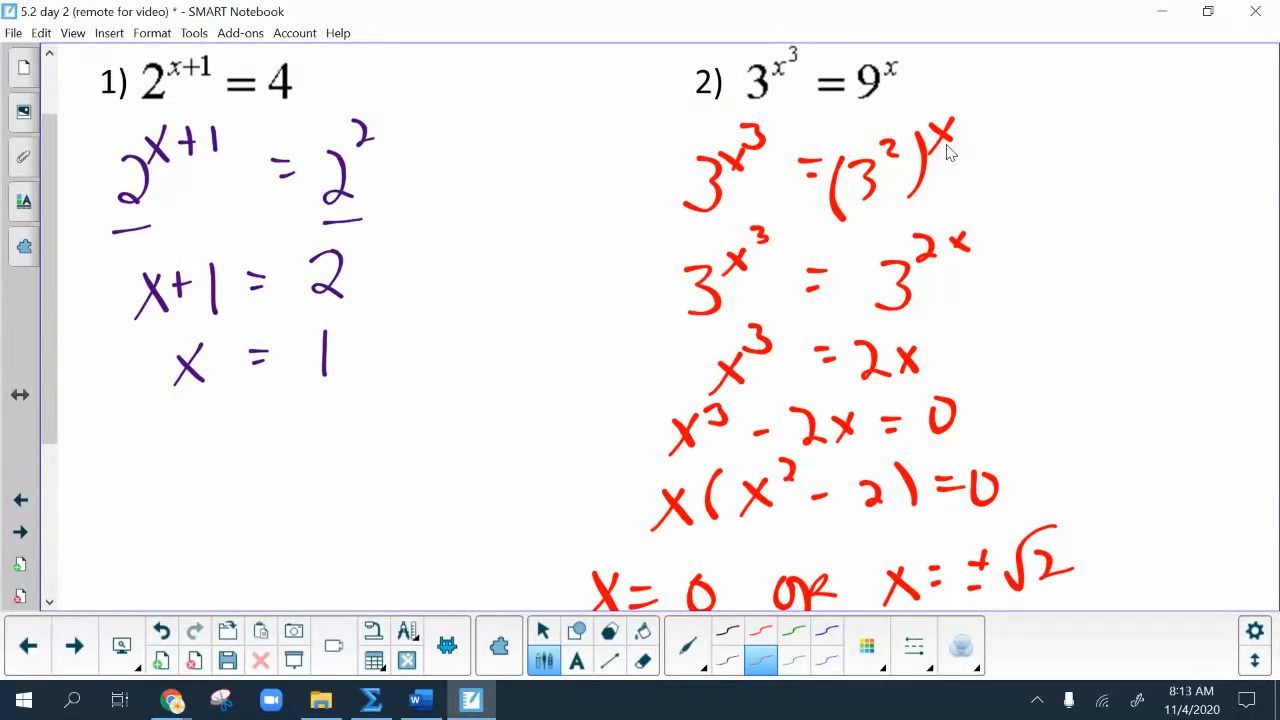 5.2 day 2 (remote for video) * - SMART Notebook
File Edit View Insert Format Tools Add-ons Account Help
1) 2^{x+1} = 4
2^{x+1} = 2^2
x+1 = 2
x = 1
2) 3^{x^3} = 9^x
3^{x^3} = (3^2)^x
3^{x^3} = 3^{2x}
x^3 = 2x
x^3 - 2x = 0
x(x^2 - 2) = 0
x = 0 or x = ±√2
8:13 AM
11/4/2020